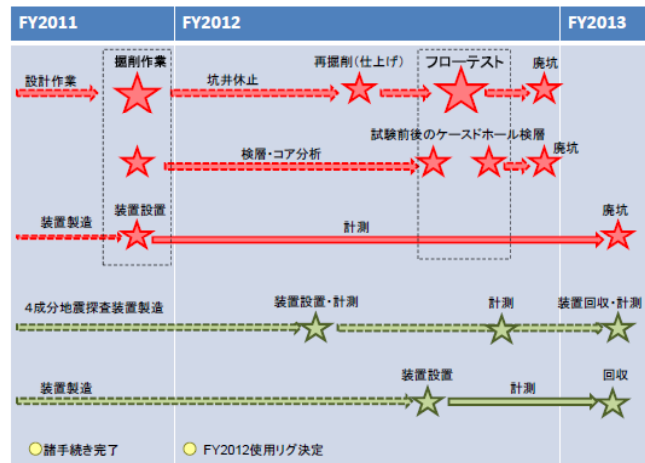 FY2011 FY2012 FY2013
掘削作業 再掘削(仕上げ) フローテスト 廃坑
設計作業 坑井休止
試験前後のケースドホール検層
検層・コア分析 廃坑
装置製造 装置設置 計測 廃坑
4成分地震探査装置製造 装置設置・計測 計測 装置回収・計測
装置製造 装置設置 計測 回収
諸手続き完了 FY2012使用リグ決定